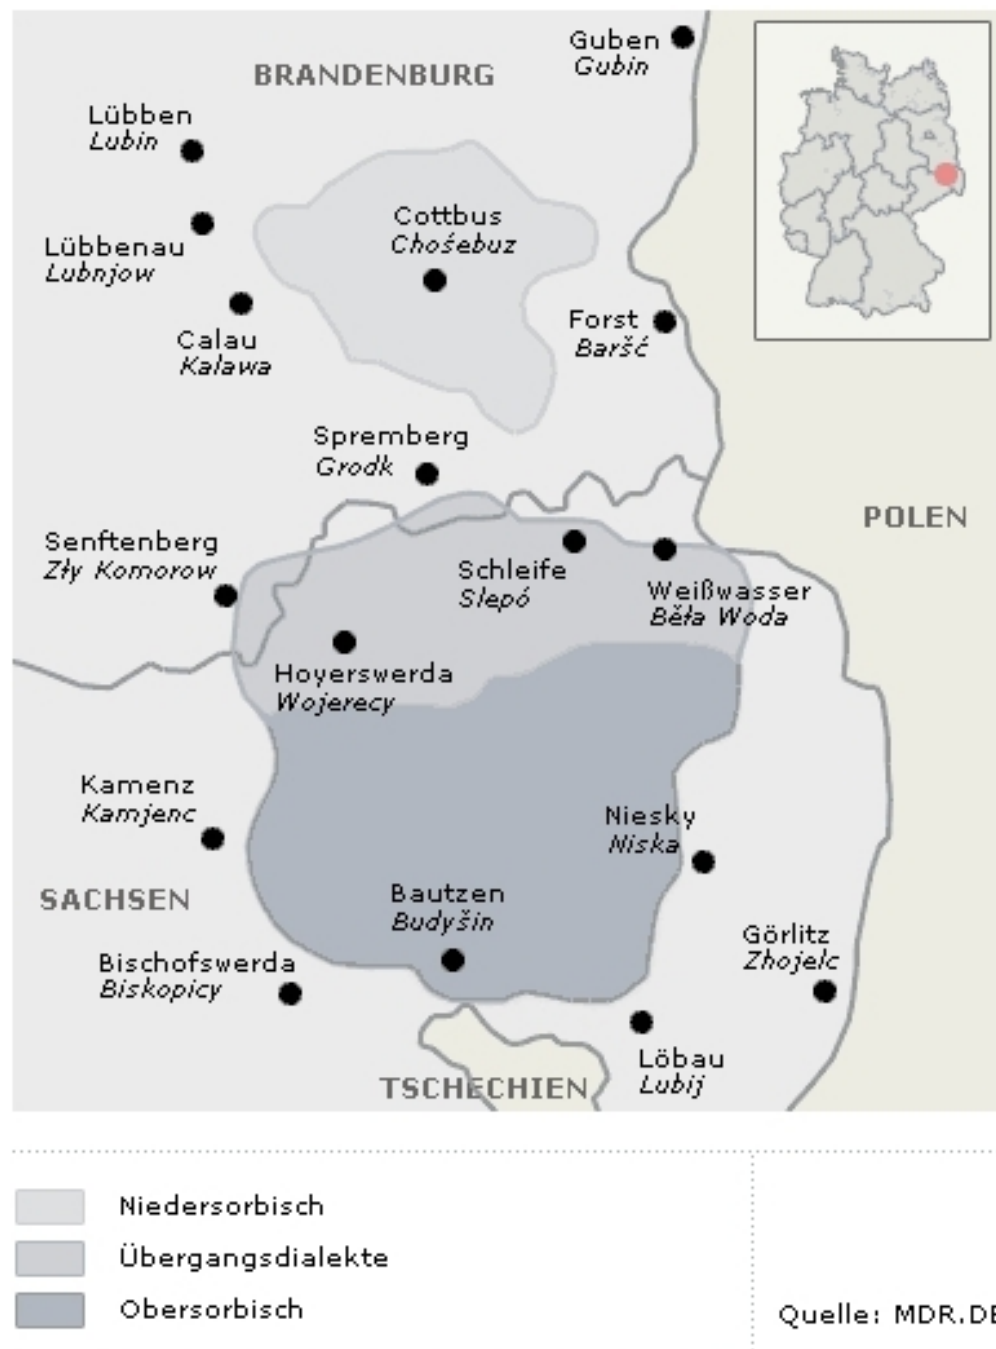 Guben
Gubin
BRANDENBURG
Lübben
Lubin
Cottbus
Chośebuz
Lübbenau
Lubnjow
Forst
Baršć
Calau
Kalawa
Spremberg
Grodk
POLEN
Senftenberg
Zły Komorow
Schleife
Slepó
Weißwasser
Běła Woda
Hoyerswerda
Wojerecy
Kamenz
Kamjenc
Niesky
Niska
SACHSEN
Bautzen
Budyšin
Görlitz
Zhojelc
Bischofswerda
Biskopicy
Löbau
Lubij
TSCHECHIEN
Niedersorbisch
Übergangsdialekte
Obersorbisch
Quelle: MDR.DE